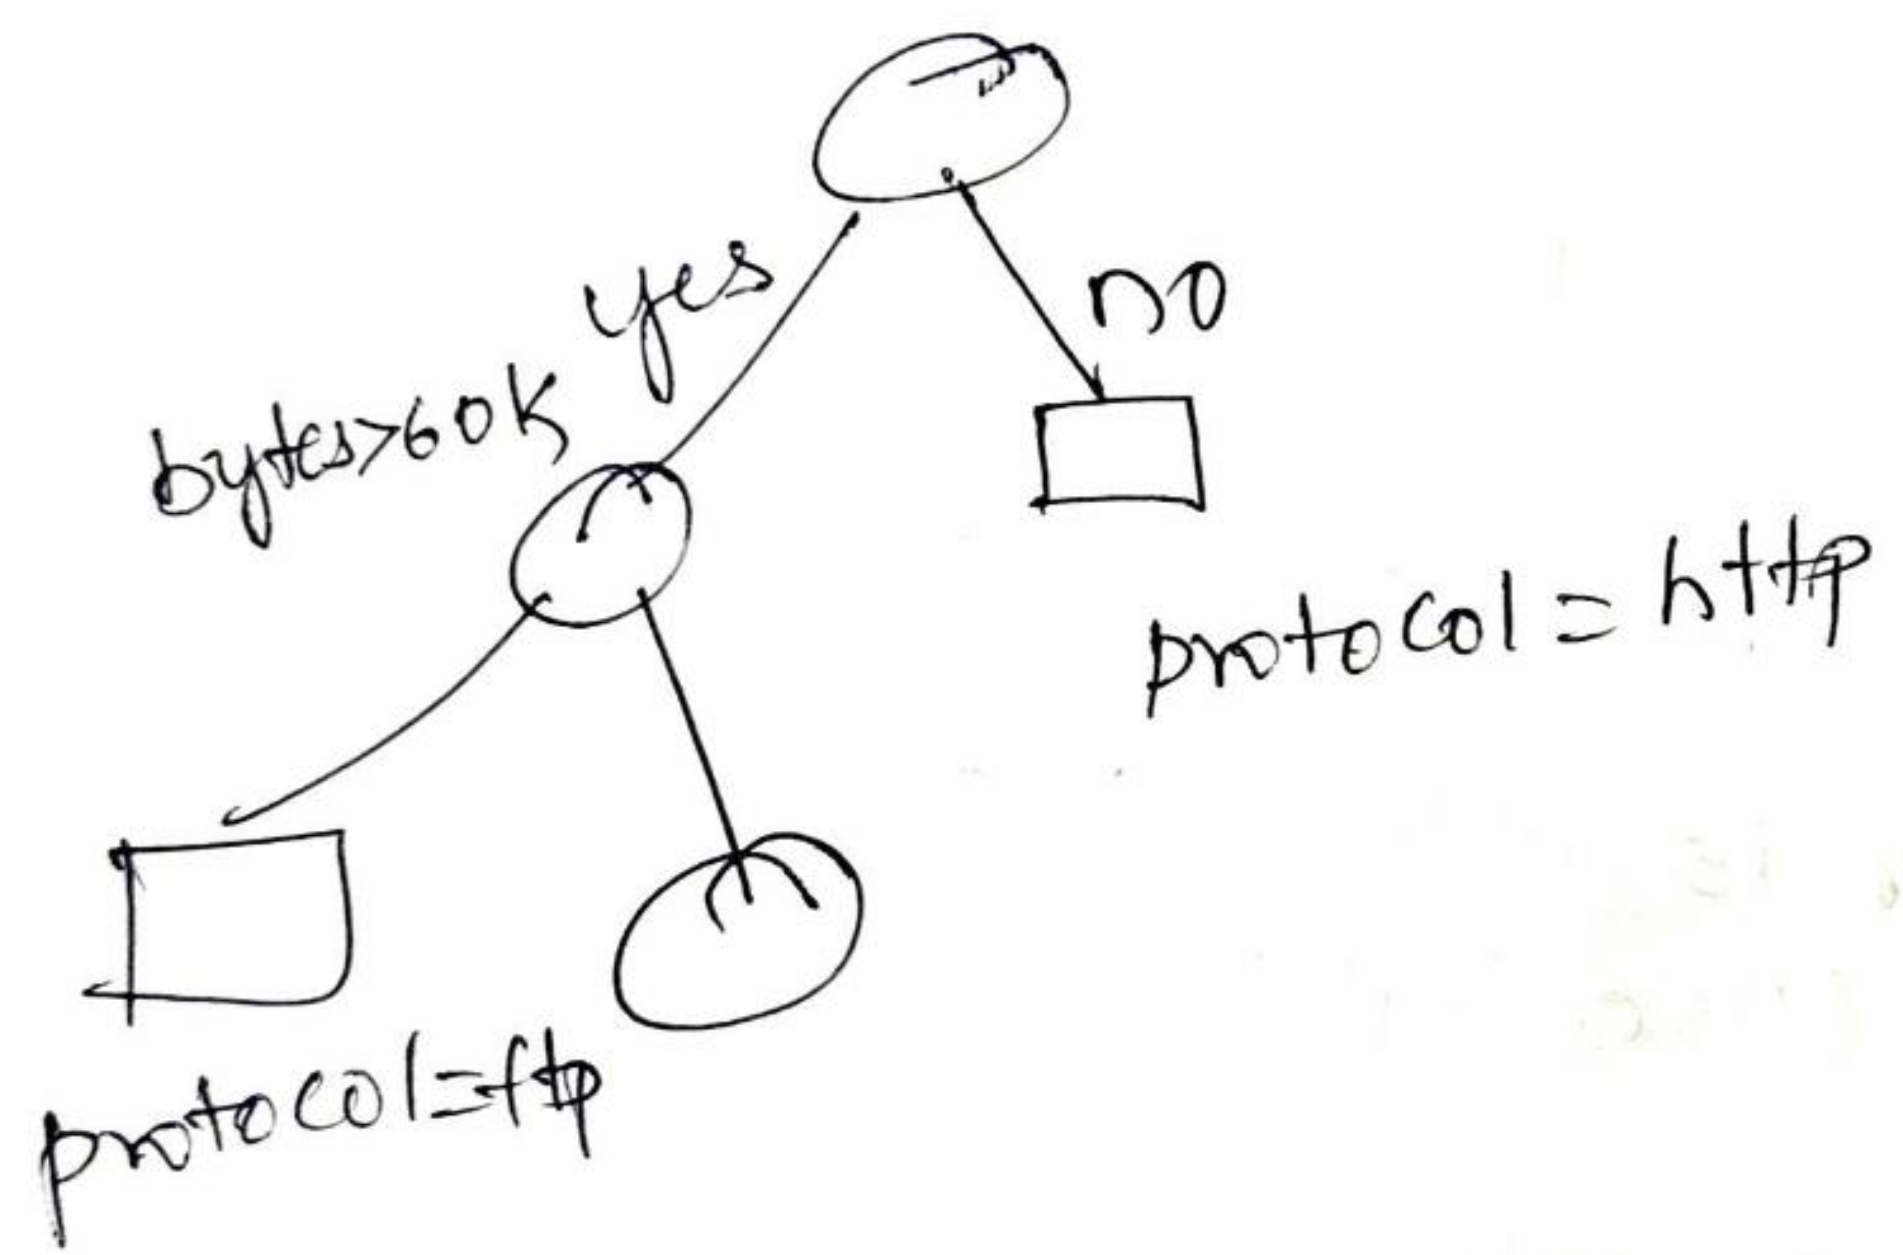 yes
no
bytes>60K
protocol = http
protocol=ftp